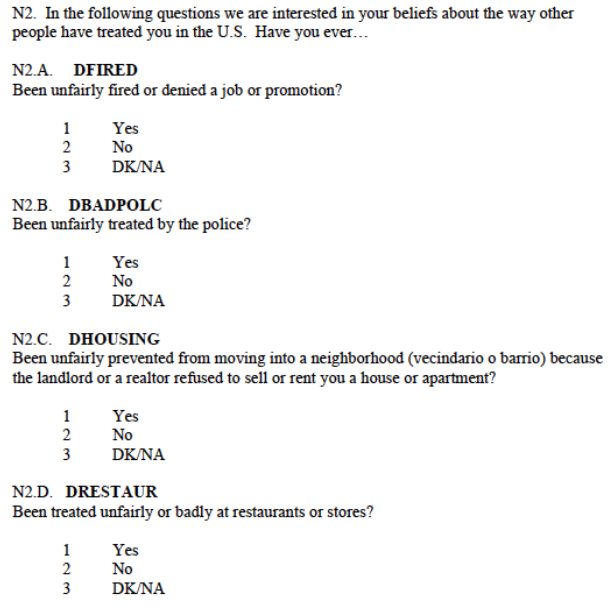 N2. In the following questions we are interested in your beliefs about the way other
people have treated you in the U.S. Have you ever…
N2.A. DFIRED
Been unfairly fired or denied a job or promotion?
1 Yes
2 No
3 DK/NA
N2.B. DBADPOLC
Been unfairly treated by the police?
1 Yes
2 No
3 DK/NA
N2.C. DHOUSING
Been unfairly prevented from moving into a neighborhood (vecindario o barrio) because
the landlord or a realtor refused to sell or rent you a house or apartment?
1 Yes
2 No
3 DK/NA
N2.D. DRESTAUR
Been treated unfairly or badly at restaurants or stores?
1 Yes
2 No
3 DK/NA